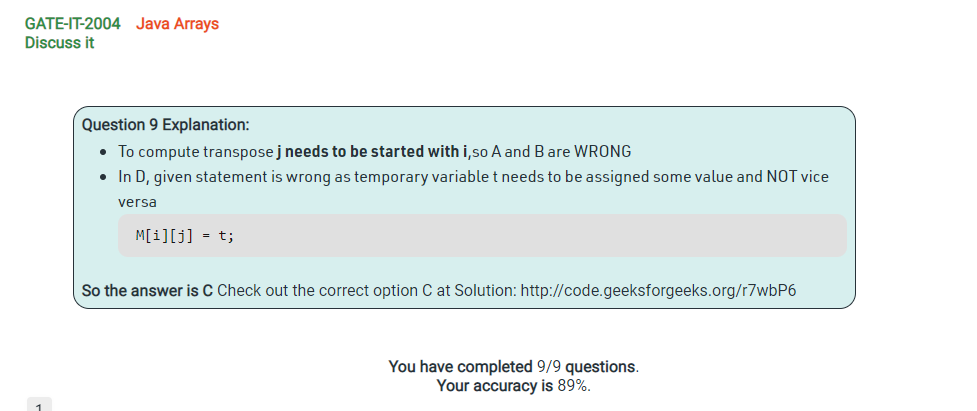 GATE-IT-2004 Java Arrays
Discuss it
Question 9 Explanation:
• To compute transpose j needs to be started with i,so A and B are WRONG
• In D, given statement is wrong as temporary variable t needs to be assigned some value and NOT vice
versa
M[i][j] = t;
So the answer is C Check out the correct option C at Solution: http://code.geeksforgeeks.org/r7wbP6
You have completed 9/9 questions.
Your accuracy is 89%.
1